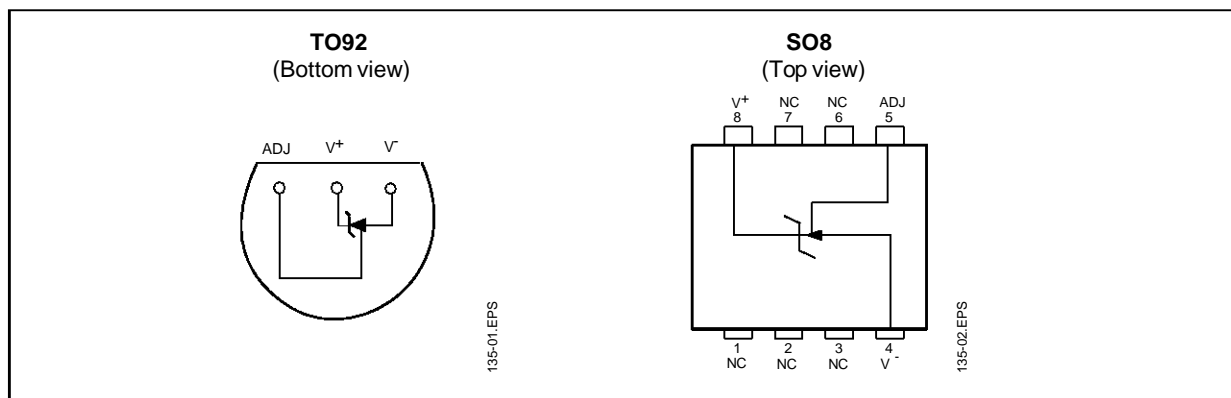 TO92
(Bottom view)
ADJ V+ V-
135-01.EPS
SO8
(Top view)
V+ NC NC ADJ
8 7 6 5
1 2 3 4
NC NC NC V-
135-02.EPS